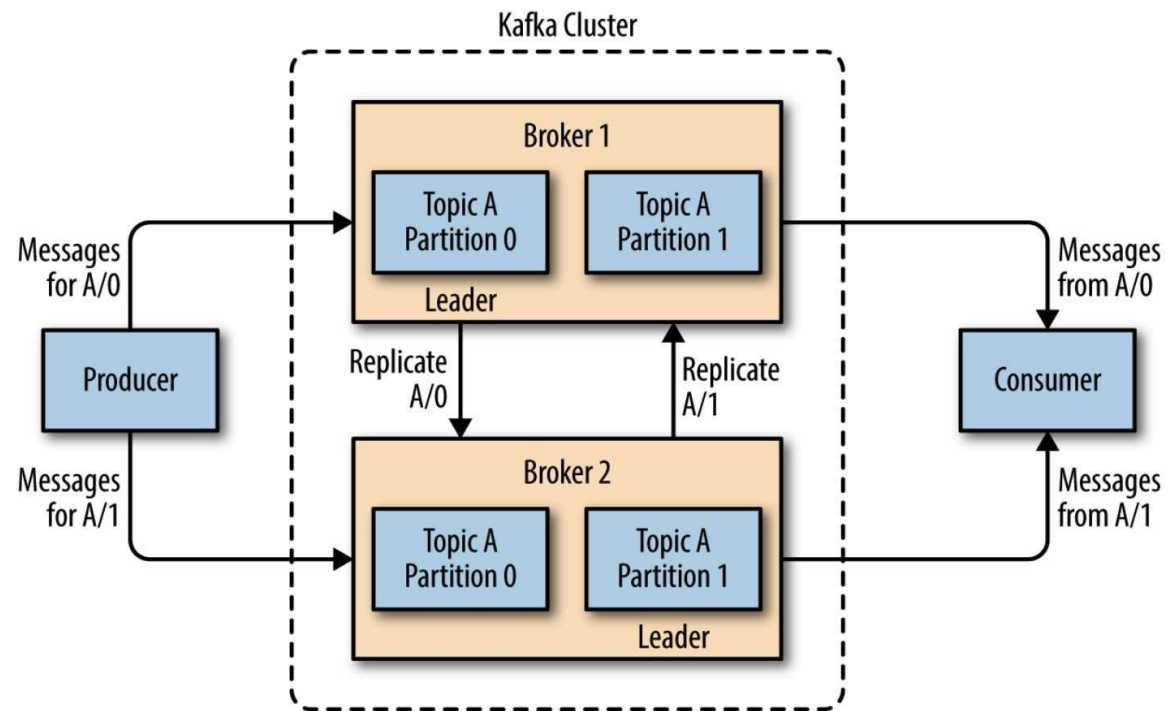 Kafka Cluster
Broker 1
Topic A
Partition 0
Topic A
Partition 1
Leader
Messages
for A/0
Messages
from A/0
Producer
Replicate
A/0
Replicate
A/1
Consumer
Broker 2
Messages
for A/1
Messages
from A/1
Topic A
Partition 0
Topic A
Partition 1
Leader